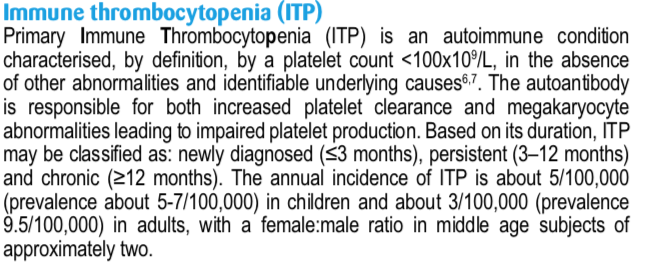 Immune thrombocytopenia (ITP)
Primary Immune Thrombocytopenia (ITP) is an autoimmune condition
characterised, by definition, by a platelet count <100x10⁹/L, in the absence
of other abnormalities and identifiable underlying causes⁶,⁷. The autoantibody
is responsible for both increased platelet clearance and megakaryocyte
abnormalities leading to impaired platelet production. Based on its duration, ITP
may be classified as: newly diagnosed (≤3 months), persistent (3–12 months)
and chronic (≥12 months). The annual incidence of ITP is about 5/100,000
(prevalence about 5-7/100,000) in children and about 3/100,000 (prevalence
9.5/100,000) in adults, with a female:male ratio in middle age subjects of
approximately two.